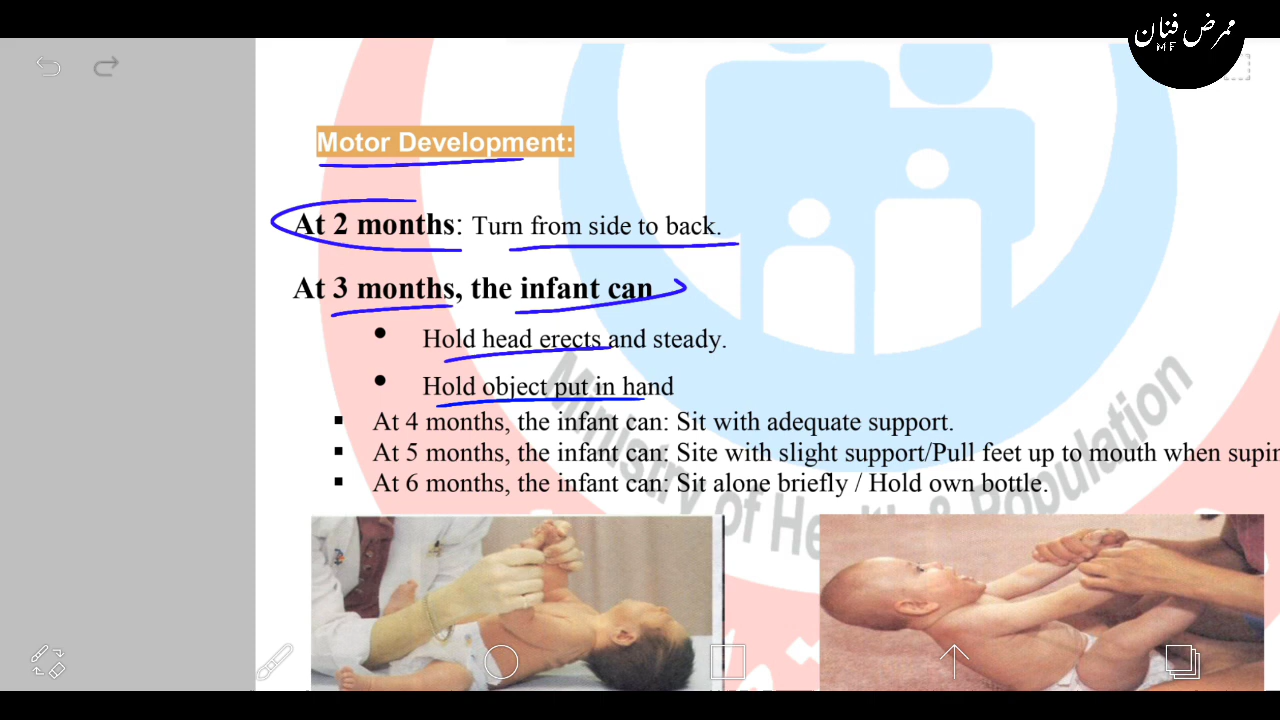 ممرض فنان
MF
Motor Development:
At 2 months: Turn from side to back.
At 3 months, the infant can
• Hold head erects and steady.
• Hold object put in hand
▪ At 4 months, the infant can: Sit with adequate support.
▪ At 5 months, the infant can: Site with slight support/Pull feet up to mouth when supin
▪ At 6 months, the infant can: Sit alone briefly / Hold own bottle.
Ministry of Health & Population